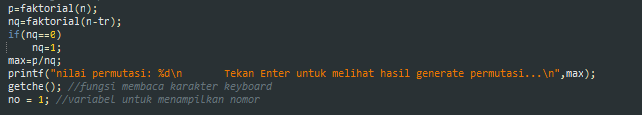 p=faktorial(n);
nq=faktorial(n-tr);
if(nq==0)
nq=1;
max=p/nq;
printf("nilai permutasi: %d\n Tekan Enter untuk melihat hasil generate permutasi...\n",max);
getche(); //fungsi membaca karakter keyboard
no = 1; //variabel untuk menampilkan nomor